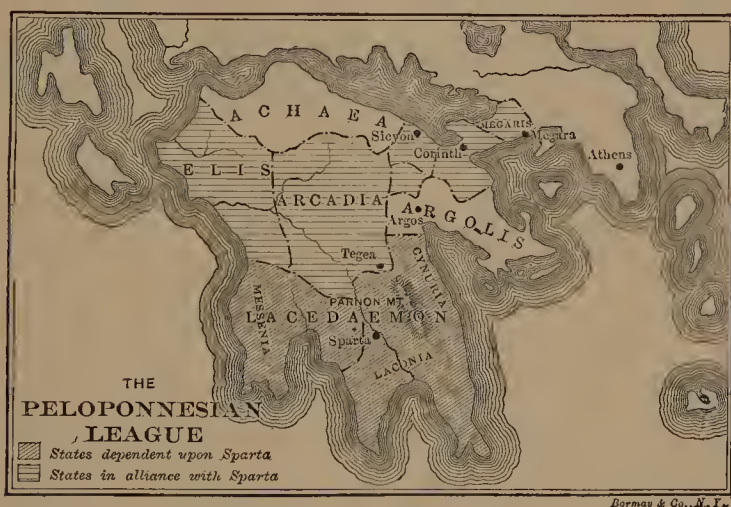 ACHAEA
MEGARIS
Sicyon
Megara
Corinth
Athens
ELIS
ARCADIA
ARGOLIS
Argos
Tegea
CYNURIA
MESSENIA
PARNON MT.
LACEDAEMON
Sparta
LACONIA
THE
PELOPONNESIAN
LEAGUE
States dependent upon Sparta
States in alliance with Sparta
Bormay & Co., N.Y.